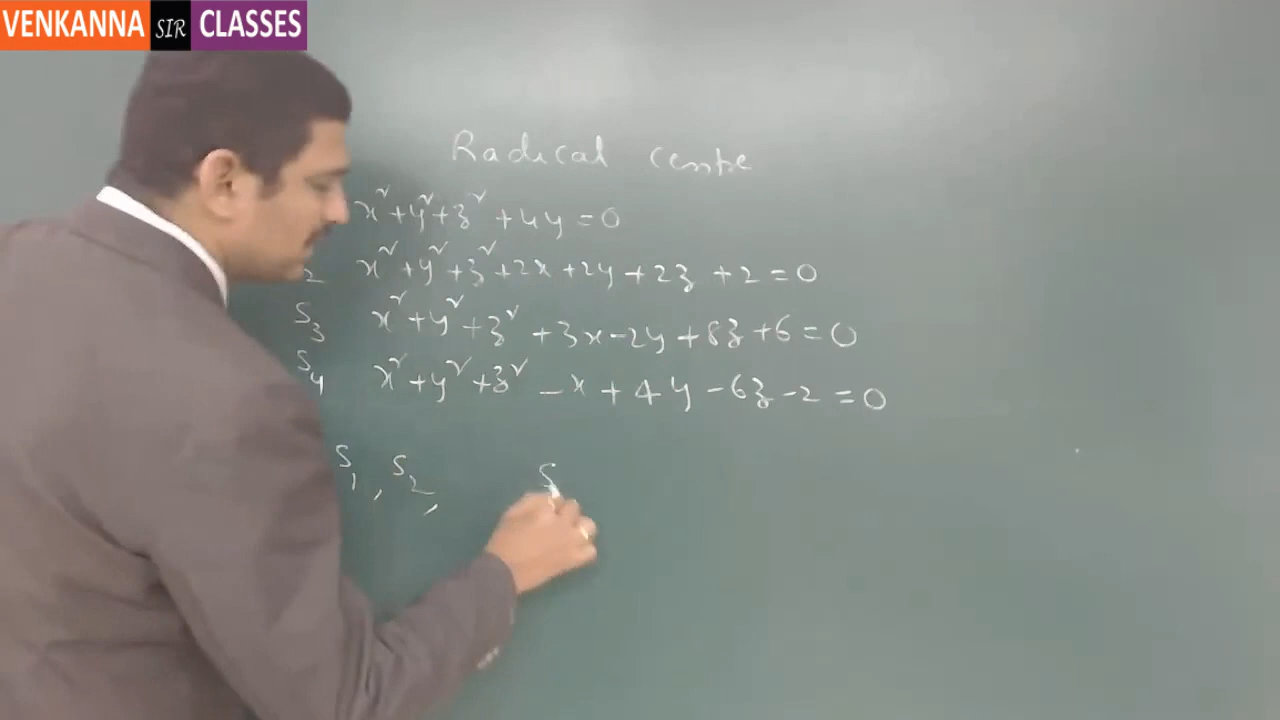 VENKANNA SIR CLASSES
Radical centre
x²+y²+z²+4y=0
2 x²+y²+z²+2x+2y+2z+2=0
S₃ x²+y²+z²+3x-2y+8z+6=0
S₄ x²+y²+z²-x+4y-6z-2=0
S₁, S₂, S